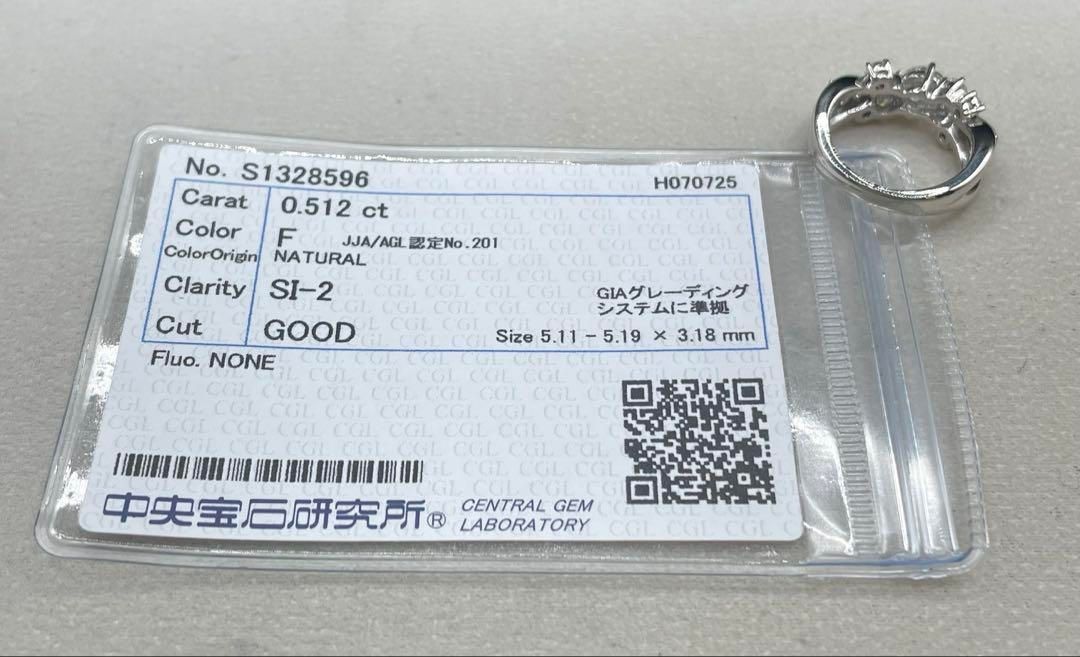 No. S1328596
H070725
Carat 0.512 ct
Color F JJA/AGL認定No.201
ColorOrigin NATURAL
Clarity SI-2
GIAグレーディング
システムに準拠
Cut GOOD Size 5.11 - 5.19 × 3.18 mm
Fluo. NONE
中央宝石研究所® CENTRAL GEM
LABORATORY